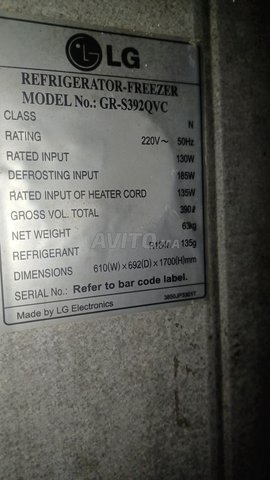 LG
REFRIGERATOR-FREEZER
MODEL No.: GR-S392QVC
CLASS N
RATING 220V~ 50Hz
RATED INPUT 130W
DEFROSTING INPUT 185W
RATED INPUT OF HEATER CORD 135W
GROSS VOL. TOTAL 390ℓ
NET WEIGHT 63kg
AVITO.MA
REFRIGERANT 135g
DIMENSIONS 610(W)×692(D)×1700(H)mm
SERIAL No.: Refer to bar code label.
Made by LG Electronics